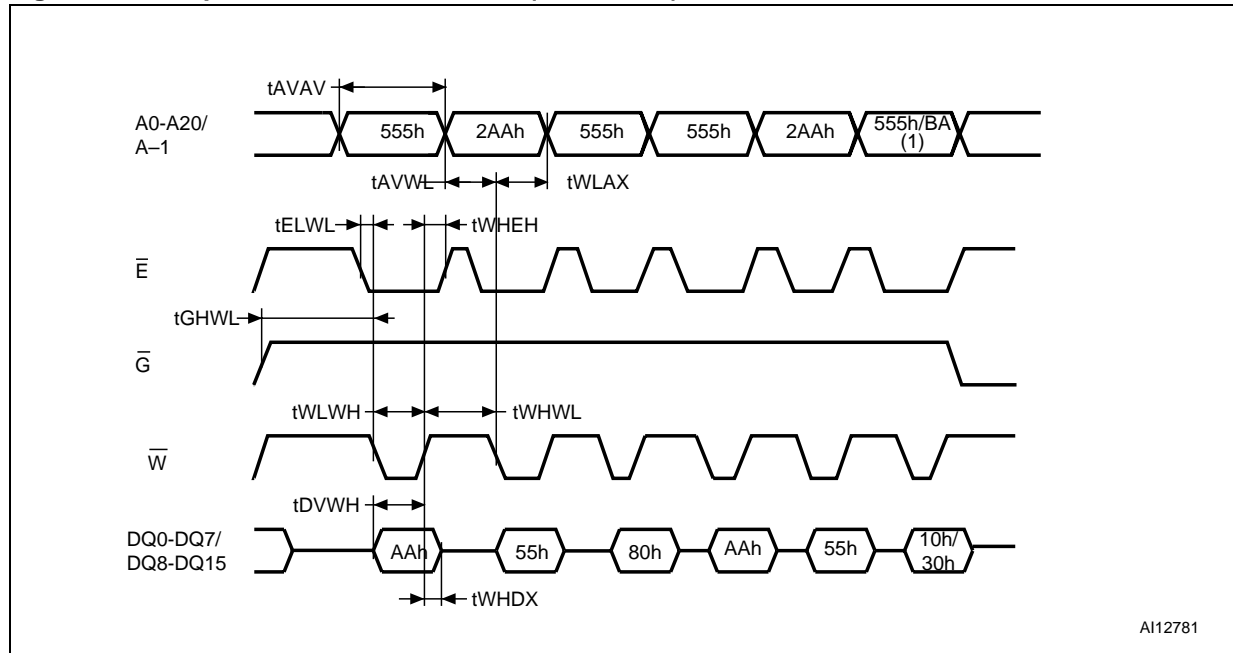 tAVAV
A0-A20/
A–1
555h
2AAh
555h
555h
2AAh
555h/BA
(1)
tAVWL
tWLAX
tELWL
tWHEH
E
tGHWL
G
tWLWH
tWHWL
W
tDVWH
DQ0-DQ7/
DQ8-DQ15
AAh
55h
80h
AAh
55h
10h/
30h
tWHDX
AI12781